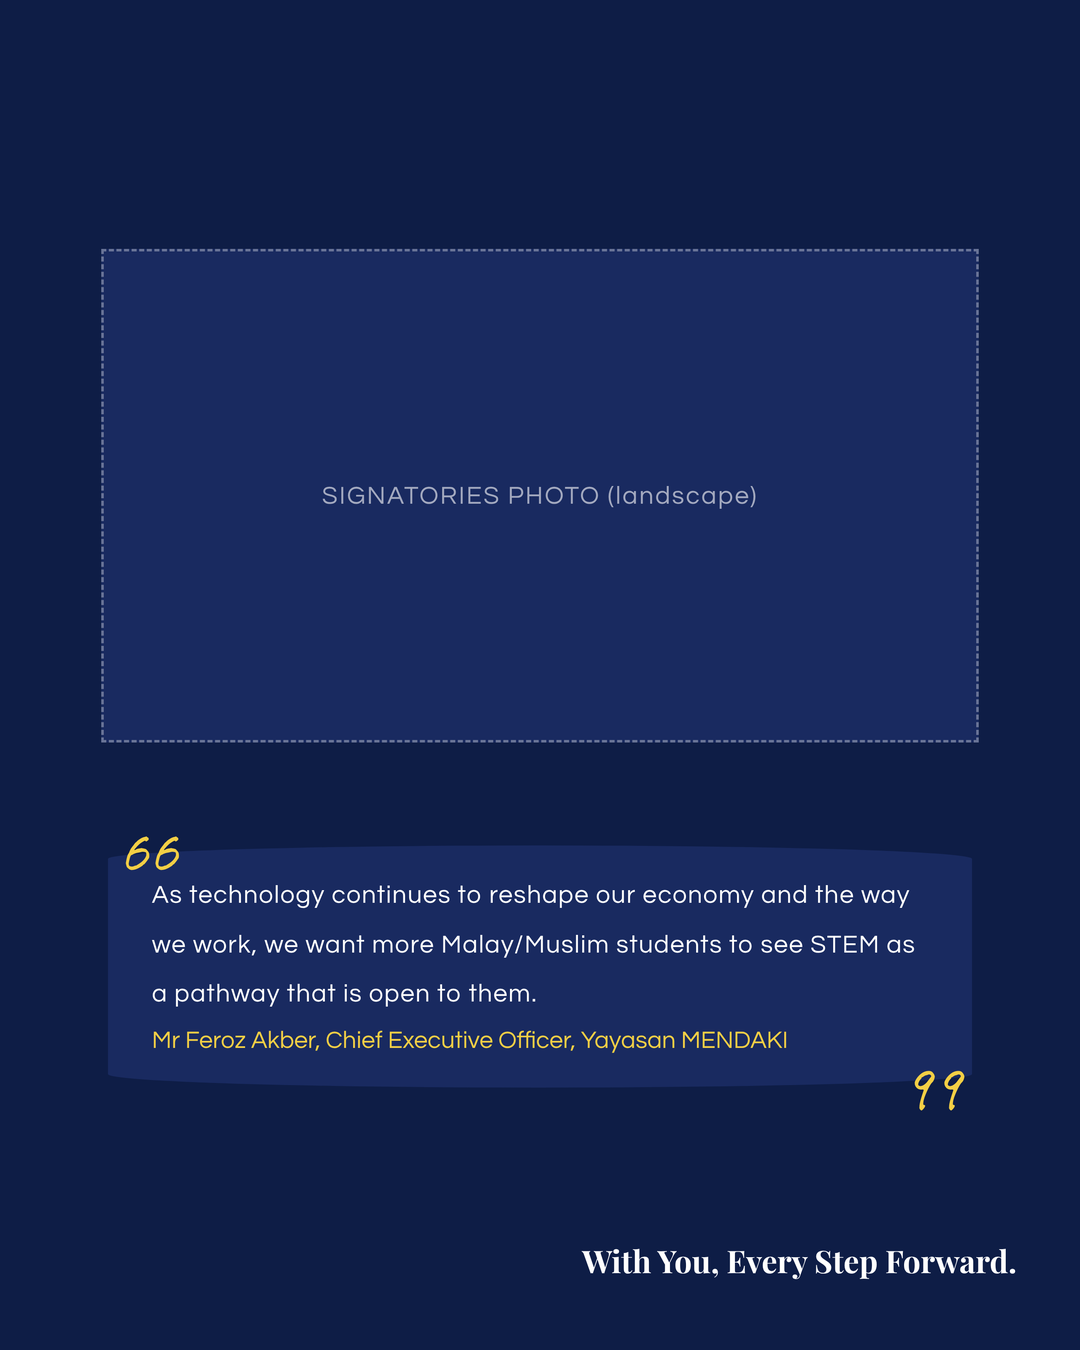 SIGNATORIES PHOTO (landscape)
66
As technology continues to reshape our economy and the way
we work, we want more Malay/Muslim students to see STEM as
a pathway that is open to them.
Mr Feroz Akber, Chief Executive Officer, Yayasan MENDAKI
99
With You, Every Step Forward.